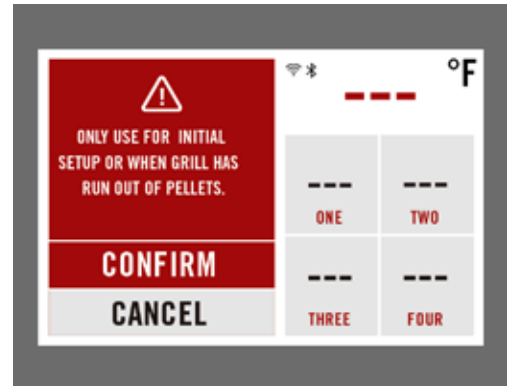 ONLY USE FOR INITIAL
SETUP OR WHEN GRILL HAS
RUN OUT OF PELLETS.
CONFIRM
CANCEL
--- °F
--- ---
ONE TWO
--- ---
THREE FOUR